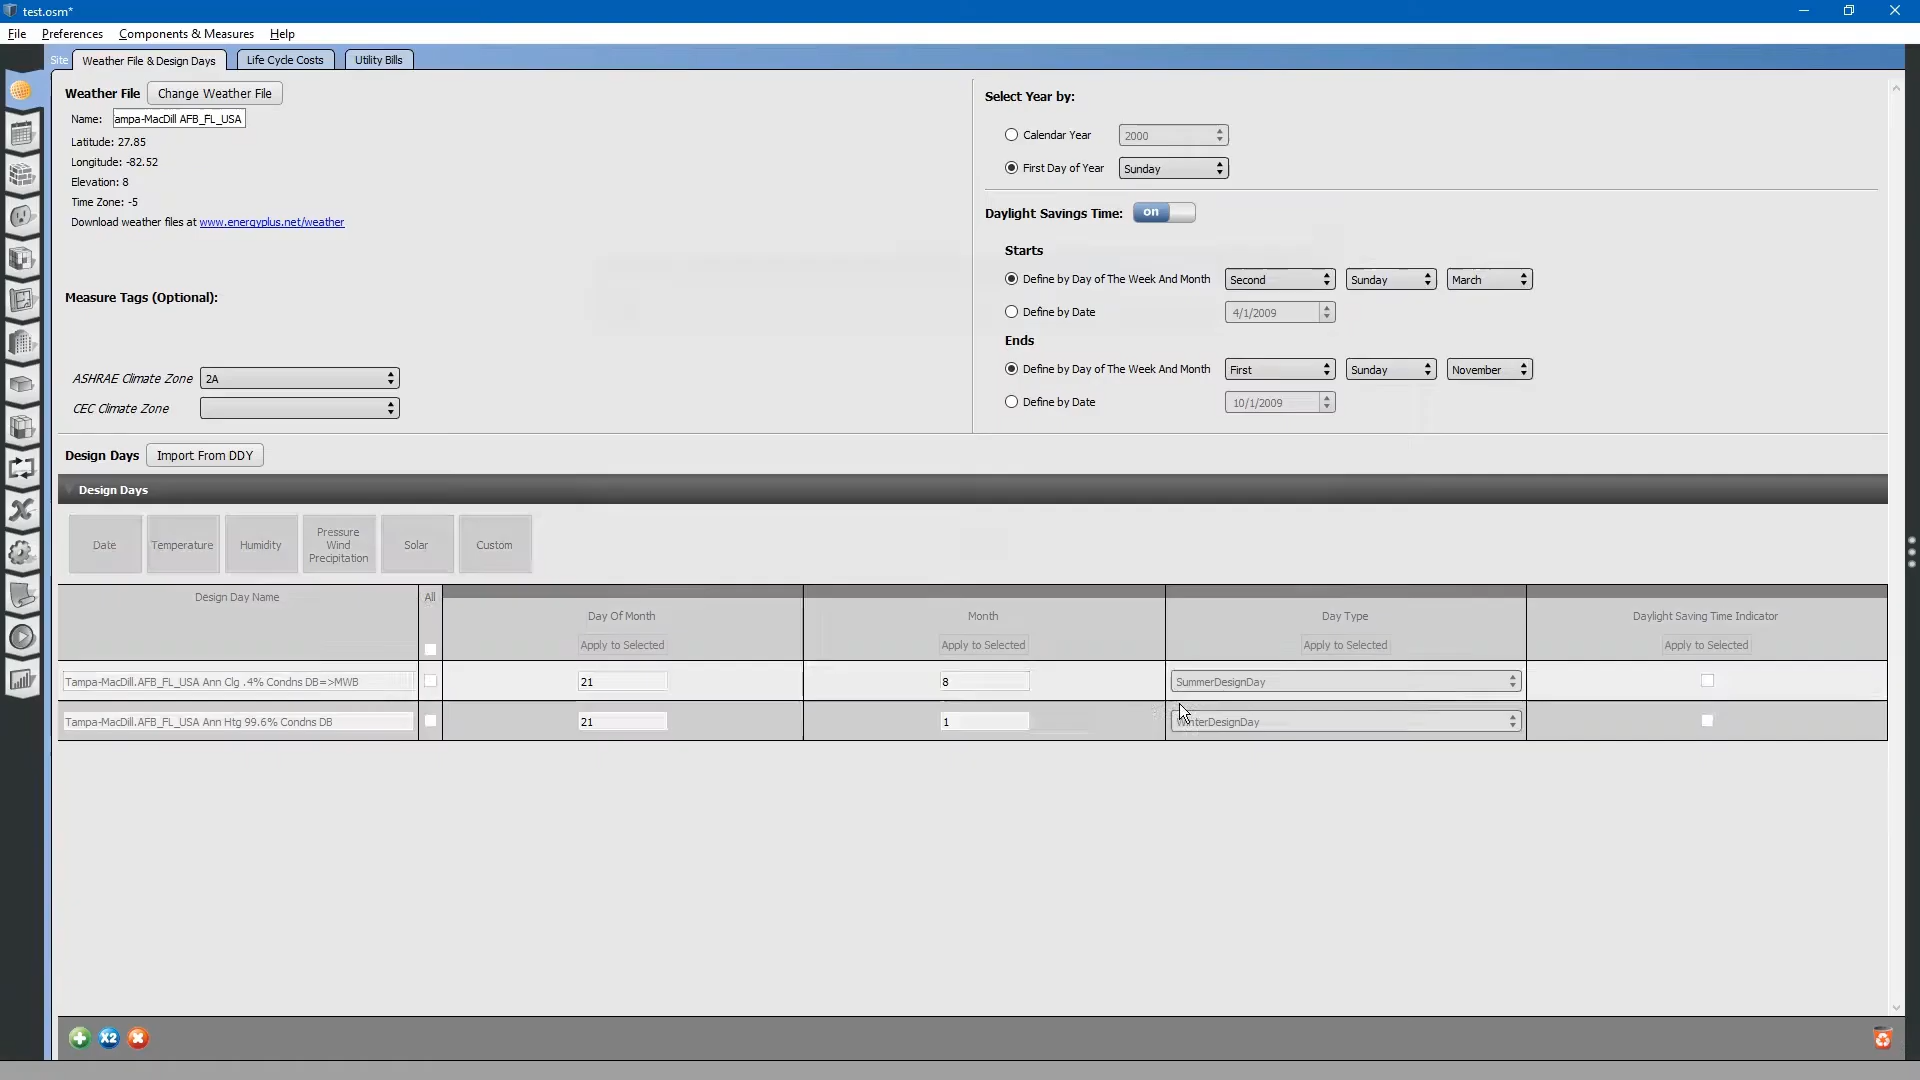 test.osm*
File Preferences Components & Measures Help
Site Weather File & Design Days Life Cycle Costs Utility Bills
Weather File Change Weather File
Name: ampa-MacDill AFB_FL_USA
Latitude: 27.85
Longitude: -82.52
Elevation: 8
Time Zone: -5
Download weather files at www.energyplus.net/weather
Measure Tags (Optional):
ASHRAE Climate Zone 2A
CEC Climate Zone
Select Year by:
Calendar Year 2000
First Day of Year Sunday
Daylight Savings Time: on
Starts
Define by Day of The Week And Month Second Sunday March
Define by Date 4/1/2009
Ends
Define by Day of The Week And Month First Sunday November
Define by Date 10/1/2009
Design Days Import From DDY
Design Days
Date Temperature Humidity Pressure Wind Precipitation Solar Custom
Design Day Name All Day Of Month Month Day Type Daylight Saving Time Indicator
Apply to Selected Apply to Selected Apply to Selected Apply to Selected
Tampa-MacDill.AFB_FL_USA Ann Clg .4% Condns DB=>MWB 21 8 SummerDesignDay
Tampa-MacDill.AFB_FL_USA Ann Htg 99.6% Condns DB 21 1 WinterDesignDay
X2